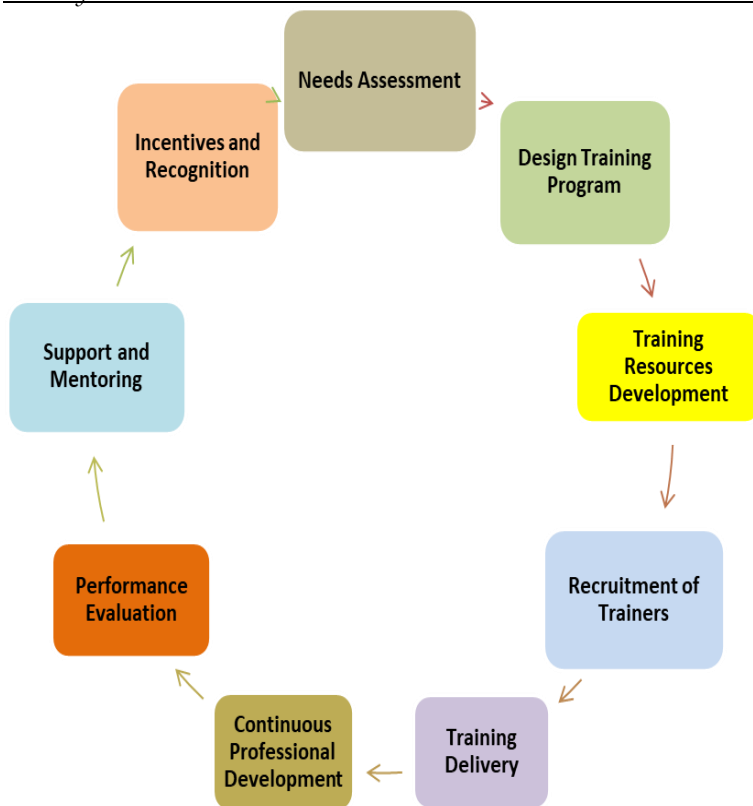 Needs Assessment
Design Training
Program
Training
Resources
Development
Recruitment of
Trainers
Training
Delivery
Continuous
Professional
Development
Performance
Evaluation
Support and
Mentoring
Incentives and
Recognition